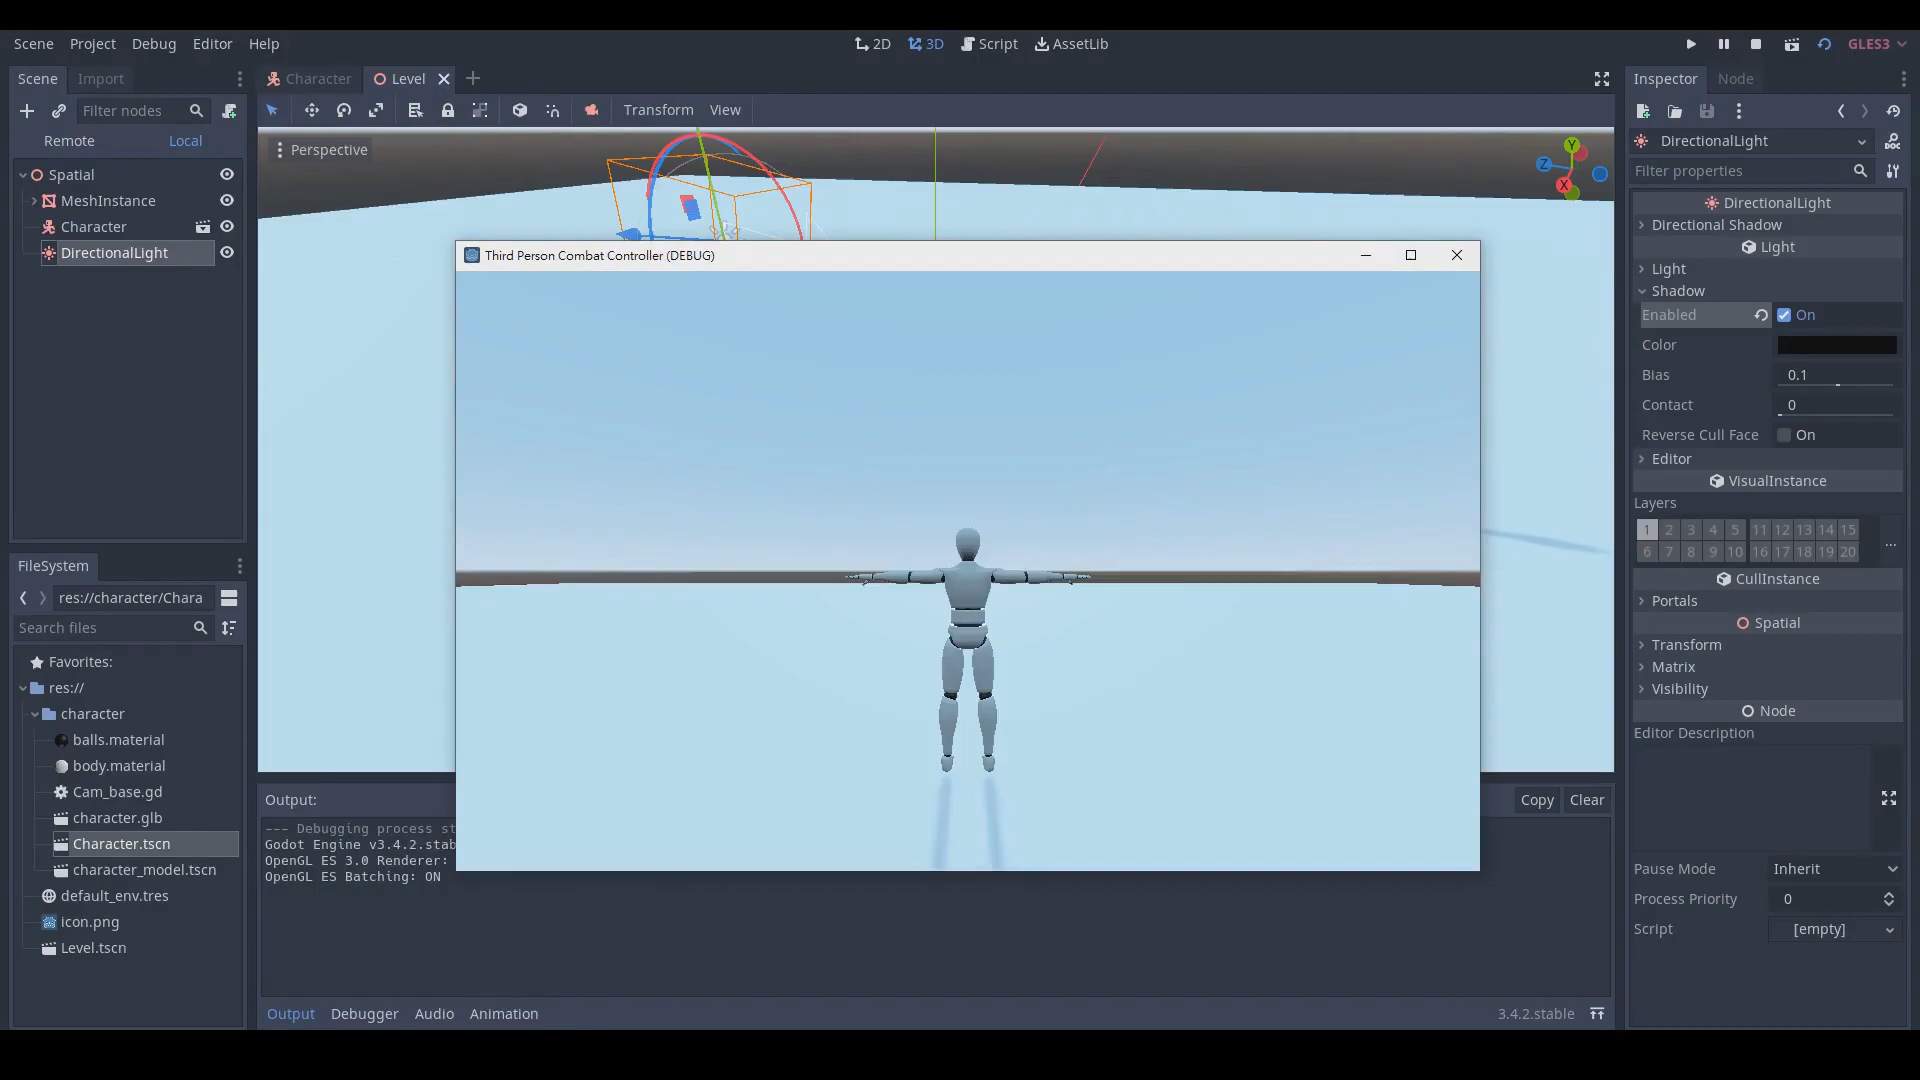 Scene Project Debug Editor Help
2D 3D Script AssetLib
GLES3
Scene Import
Character Level
Inspector Node
Filter nodes
Transform View
Remote Local
Perspective
Y
Z
X
DirectionalLight
Filter properties
Spatial
MeshInstance
Character
DirectionalLight
Third Person Combat Controller (DEBUG)
DirectionalLight
Directional Shadow
Light
Light
Shadow
Enabled On
Color
Bias 0.1
Contact 0
Reverse Cull Face On
Editor
VisualInstance
Layers
1 2 3 4 5 11 12 13 14 15
6 7 8 9 10 16 17 18 19 20
...
CullInstance
Portals
Spatial
Transform
Matrix
Visibility
Node
Editor Description
Pause Mode Inherit
Process Priority 0
Script [empty]
FileSystem
res://character/Chara
Search files
Favorites:
res://
character
balls.material
body.material
Cam_base.gd
character.glb
Character.tscn
character_model.tscn
default_env.tres
icon.png
Level.tscn
Output:
Copy Clear
--- Debugging process st
Godot Engine v3.4.2.stab
OpenGL ES 3.0 Renderer:
OpenGL ES Batching: ON
Output Debugger Audio Animation
3.4.2.stable